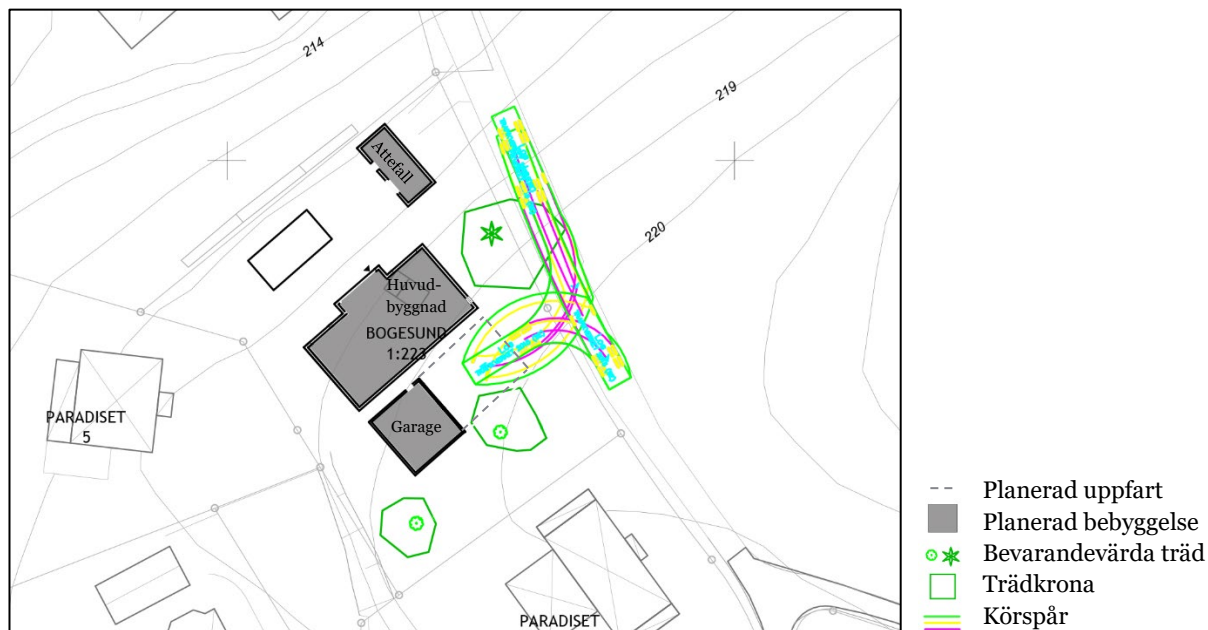 214
219
Attefall
220
Huvud-
byggnad
BOGESUND
1:223
PARADISET
5
Garage
PARADISET
Planerad uppfart
Planerad bebyggelse
Bevarandevärda träd
Trädkrona
Körspår